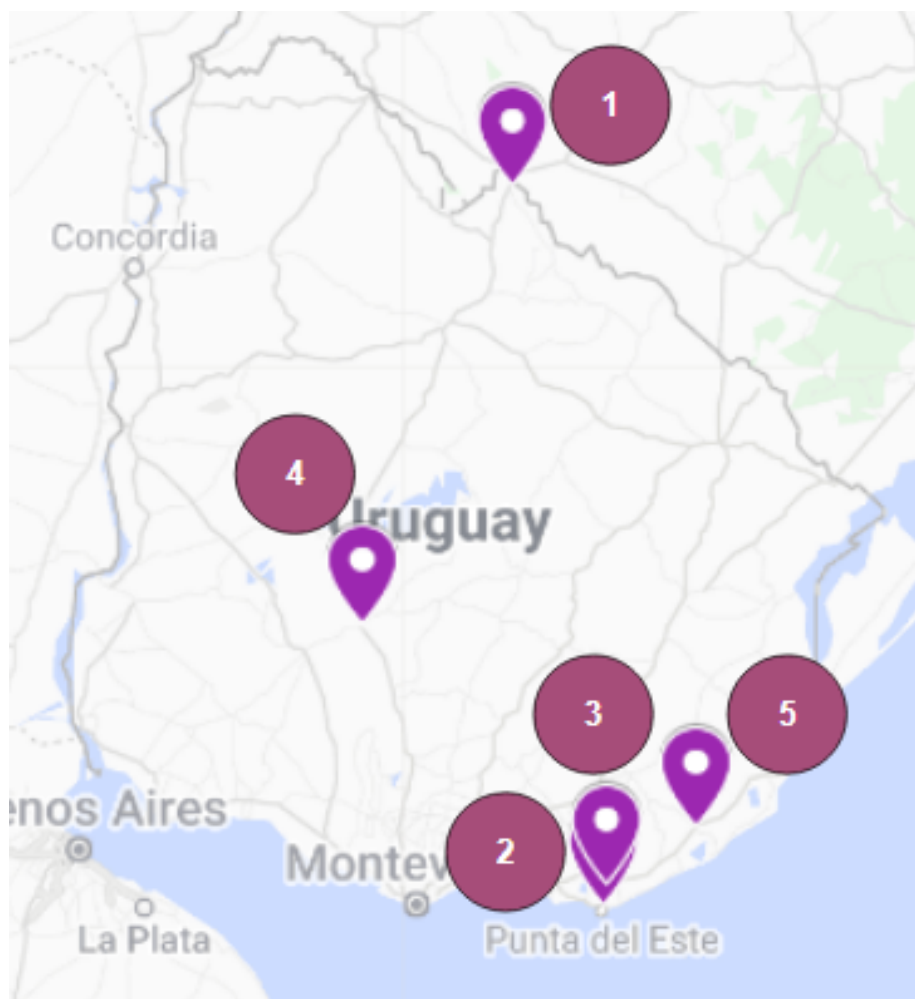 1
Concordia
4
Uruguay
3
5
enos Aires
2
Montev
La Plata
Punta del Este